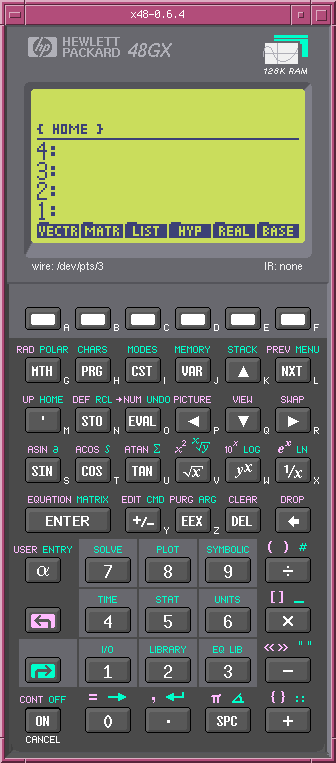 x48-0.6.4
hp HEWLETT PACKARD 48GX
128K RAM
{ HOME }
4:
3:
2:
1:
VECTR MATR LIST HYP REAL BASE
wire: /dev/pts/3 IR: none
A B C D E F
RAD POLAR CHARS MODES MEMORY STACK PREV MENU
MTH G PRG H CST I VAR J ▲ K NXT L
UP HOME DEF RCL →NUM UNDO PICTURE VIEW SWAP
' M STO N EVAL O ◀ P ▼ Q ▶ R
ASIN ∂ ACOS ∫ ATAN Σ x² ˣ√y 10ˣ LOG eˣ LN
SIN S COS T TAN U √x V yˣ W 1/x X
EQUATION MATRIX EDIT CMD PURG ARG CLEAR DROP
ENTER +/− Y EEX Z DEL ←
USER ENTRY SOLVE PLOT SYMBOLIC ( ) #
α 7 8 9 ÷
TIME STAT UNITS [ ] _
4 5 6 ×
I/O LIBRARY EQ LIB «» " "
1 2 3 −
CONT OFF = → , ↵ π ∡ { } ::
ON 0 . SPC +
CANCEL